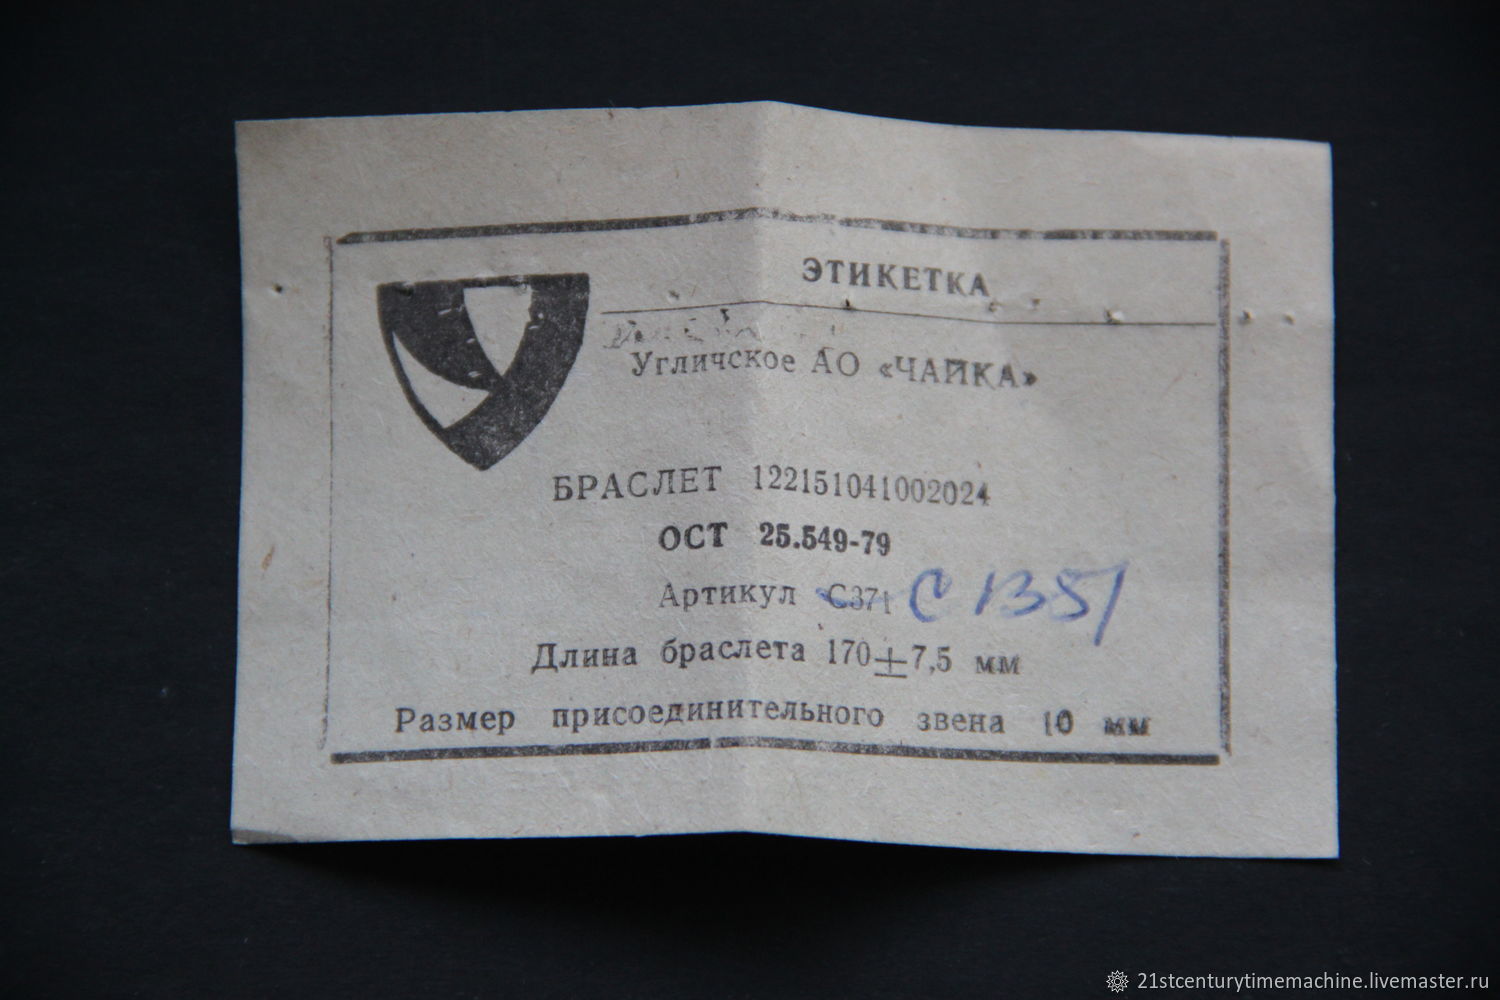 ЭТИКЕТКА
Угличское АО «ЧАЙКА»
БРАСЛЕТ 122151041002024
ОСТ 25.549-79
Артикул С371 С 1351
Длина браслета 170±7,5 мм
Размер присоединительного звена 10 мм
21stcenturytimemachine.livemaster.ru